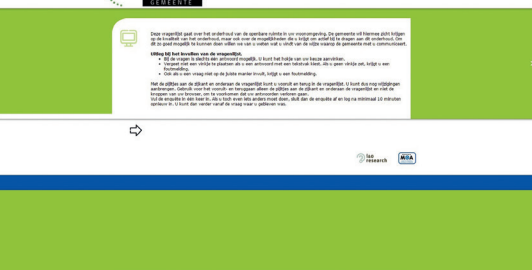 GEMEENTE
Deze vragenlijst gaat over het onderhoud van de openbare ruimte in uw woonomgeving. De gemeente wil hiermee zicht krijgen
op de kwaliteit van het onderhoud, maar ook over de mogelijkheden die u krijgt om actief bij te dragen aan dit onderhoud. Om
dit zo goed mogelijk te kunnen doen willen we van u weten wat u vindt van de wijze waarop de gemeente met u communiceert.
Uitleg bij het invullen van de vragenlijst.
• Bij de vragen is slechts één antwoord mogelijk. U kunt het hokje van uw keuze aanvinken.
• Vergeet niet een vinkje te plaatsen als u een antwoord met een tekstvak kiest. Als u geen vinkje zet, krijgt u een
foutmelding.
• Ook als u een vraag niet op de juiste manier invult, krijgt u een foutmelding.
Met de pijltjes aan de zijkant en onderaan de vragenlijst kunt u vooruit en terug in de vragenlijst. U kunt dus nog wijzigingen
aanbrengen. Gebruik voor het vooruit- en teruggaan alleen de pijltjes aan de zijkant en onderaan de vragenlijst en niet de
knoppen van uw browser, om te voorkomen dat uw antwoorden verloren gaan.
Vul de enquête in één keer in. Als u toch even iets anders moet doen, sluit dan de enquête af en log na minimaal 10 minuten
opnieuw in. U kunt dan verder vanaf de vraag waar u gebleven was.
iso
research
MOA